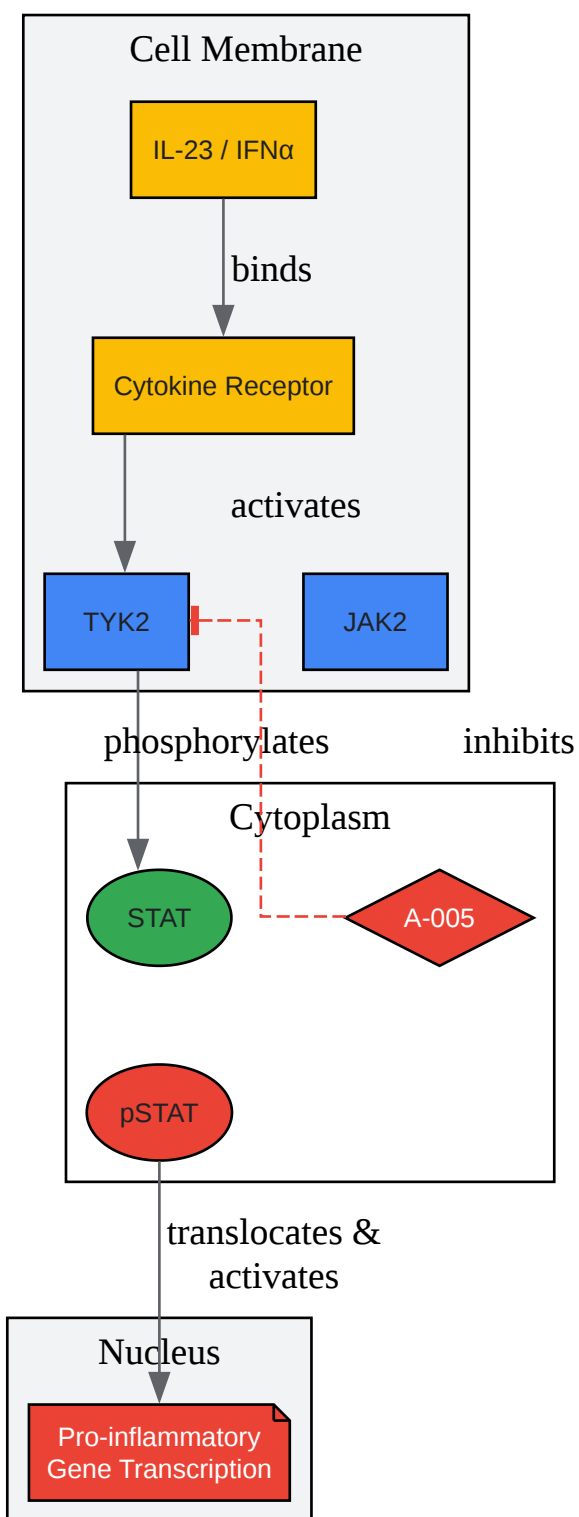 Cell Membrane
IL-23 / IFNα
binds
Cytokine Receptor
activates
TYK2
JAK2
phosphorylates
inhibits
Cytoplasm
STAT
A-005
pSTAT
translocates &
activates
Nucleus
Pro-inflammatory
Gene Transcription